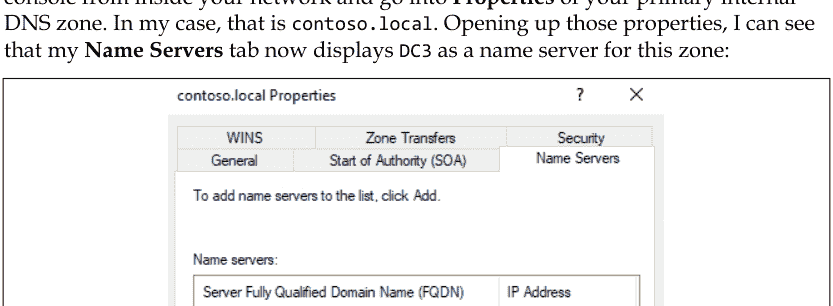 console from inside your network and go into Properties of your primary internal
DNS zone. In my case, that is contoso.local. Opening up those properties, I can see
that my Name Servers tab now displays DC3 as a name server for this zone:
contoso.local Properties ? ×
WINS Zone Transfers Security
General Start of Authority (SOA) Name Servers
To add name servers to the list, click Add.
Name servers:
Server Fully Qualified Domain Name (FQDN) IP Address